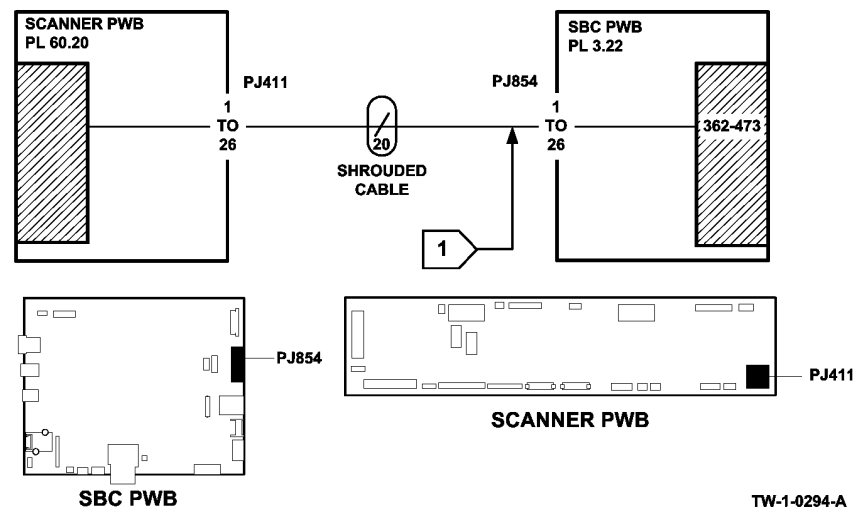 SCANNER PWB
PL 60.20
SBC PWB
PL 3.22
PJ411
PJ854
1
TO
26
1
TO
26
362-473
20
SHROUDED
CABLE
1
PJ854
PJ411
SCANNER PWB
SBC PWB
TW-1-0294-A